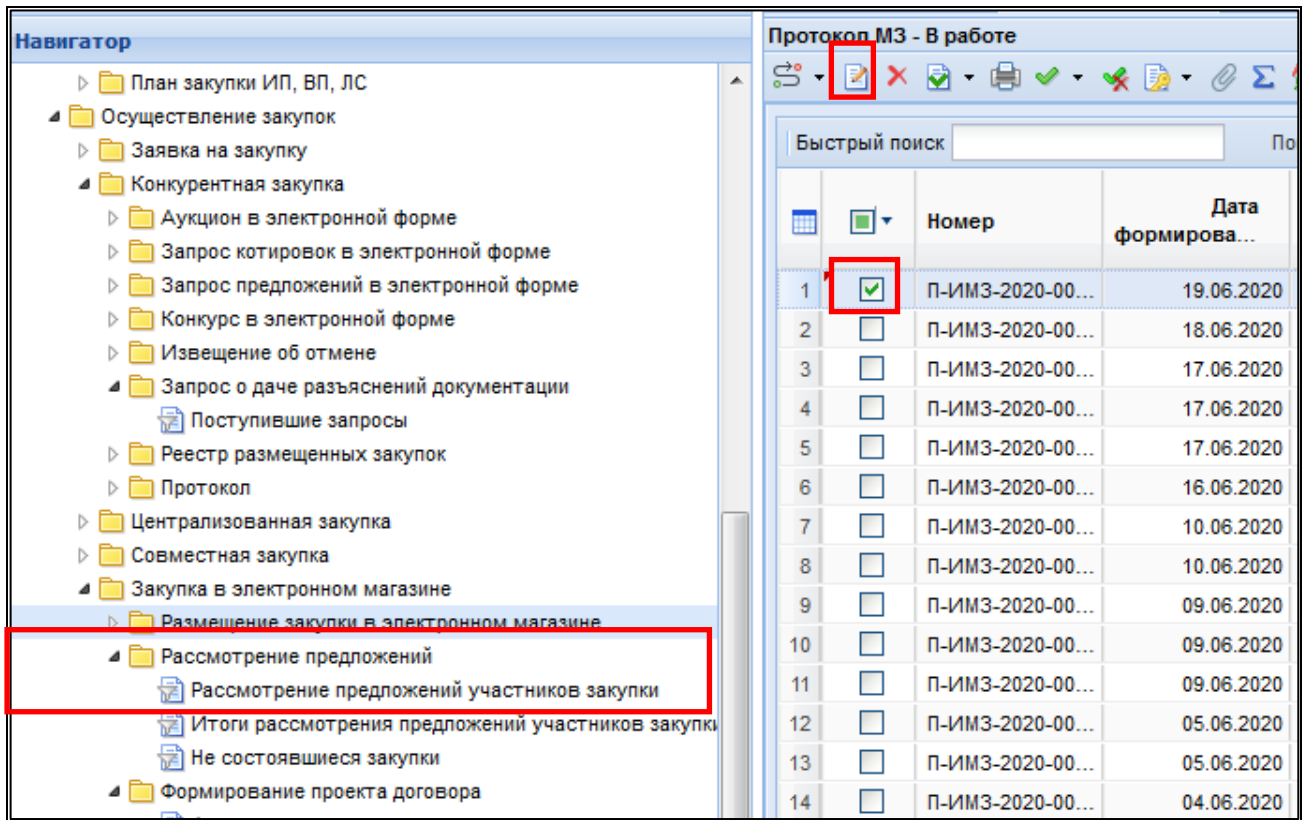 Навигатор
План закупки ИП, ВП, ЛС
Осуществление закупок
Заявка на закупку
Конкурентная закупка
Аукцион в электронной форме
Запрос котировок в электронной форме
Запрос предложений в электронной форме
Конкурс в электронной форме
Извещение об отмене
Запрос о даче разъяснений документации
Поступившие запросы
Реестр размещенных закупок
Протокол
Централизованная закупка
Совместная закупка
Закупка в электронном магазине
Размещение закупки в электронном магазине
Рассмотрение предложений
Рассмотрение предложений участников закупки
Итоги рассмотрения предложений участников закупки
Не состоявшиеся закупки
Формирование проекта договора
Протокол МЗ - В работе
Быстрый поиск По
Номер Дата формирова...
1 П-ИМЗ-2020-00... 19.06.2020
2 П-ИМЗ-2020-00... 18.06.2020
3 П-ИМЗ-2020-00... 17.06.2020
4 П-ИМЗ-2020-00... 17.06.2020
5 П-ИМЗ-2020-00... 17.06.2020
6 П-ИМЗ-2020-00... 16.06.2020
7 П-ИМЗ-2020-00... 10.06.2020
8 П-ИМЗ-2020-00... 10.06.2020
9 П-ИМЗ-2020-00... 09.06.2020
10 П-ИМЗ-2020-00... 09.06.2020
11 П-ИМЗ-2020-00... 09.06.2020
12 П-ИМЗ-2020-00... 05.06.2020
13 П-ИМЗ-2020-00... 05.06.2020
14 П-ИМЗ-2020-00... 04.06.2020